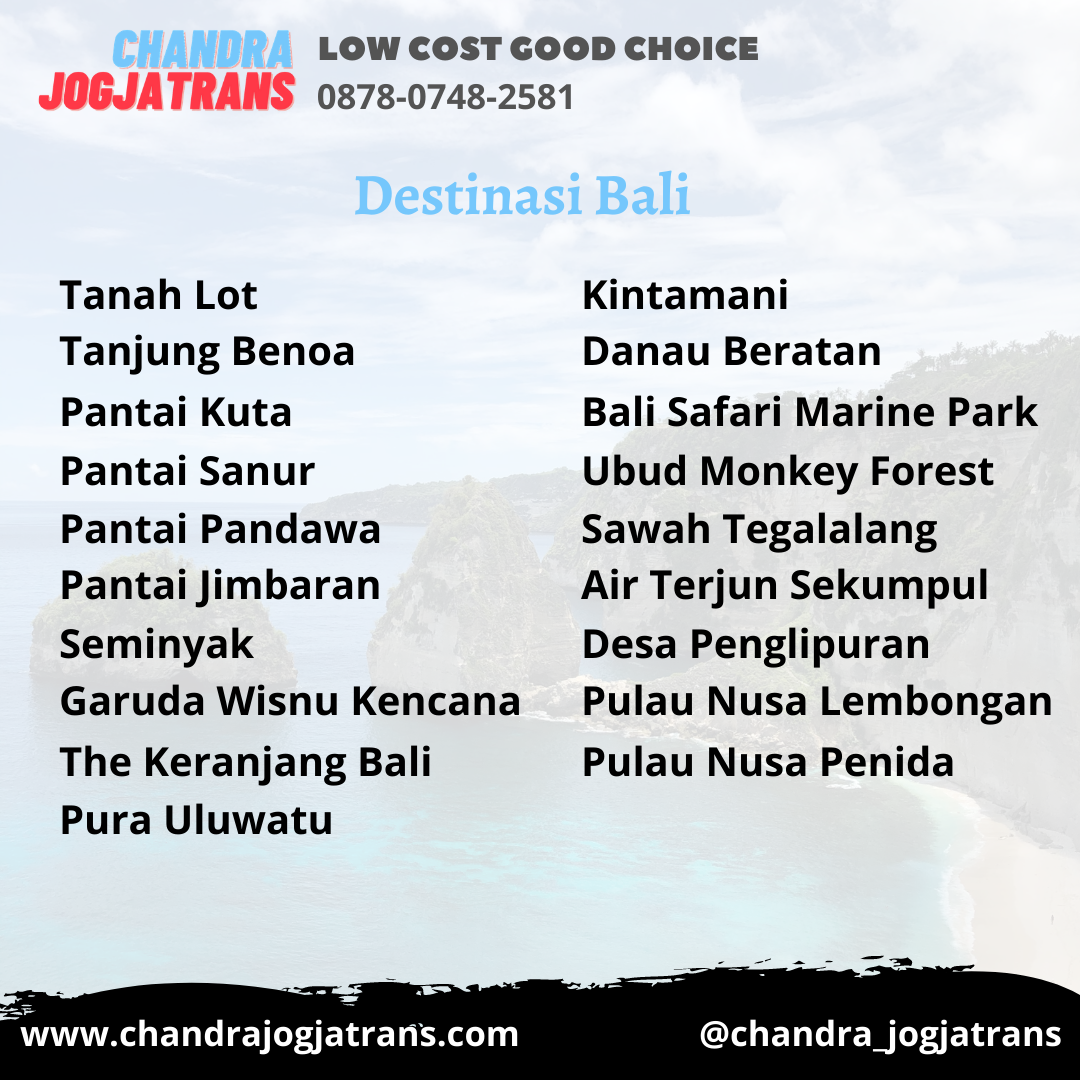 CHANDRA
JOGJATRANS
LOW COST GOOD CHOICE
0878-0748-2581
Destinasi Bali
Tanah Lot
Tanjung Benoa
Pantai Kuta
Pantai Sanur
Pantai Pandawa
Pantai Jimbaran
Seminyak
Garuda Wisnu Kencana
The Keranjang Bali
Pura Uluwatu
Kintamani
Danau Beratan
Bali Safari Marine Park
Ubud Monkey Forest
Sawah Tegalalang
Air Terjun Sekumpul
Desa Penglipuran
Pulau Nusa Lembongan
Pulau Nusa Penida
www.chandrajogjatrans.com
@chandra_jogjatrans